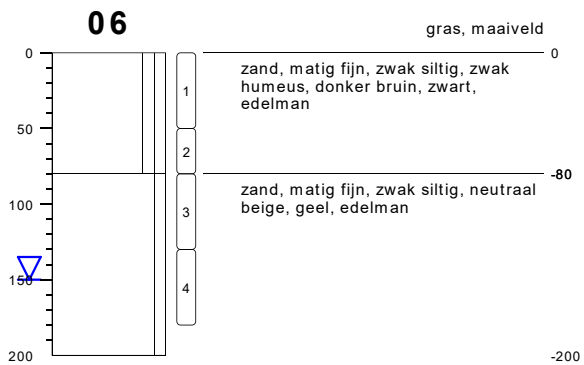 06
gras, maaiveld
0
0
zand, matig fijn, zwak siltig, zwak
humeus, donker bruin, zwart,
edelman
1
50
2
-80
zand, matig fijn, zwak siltig, neutraal
beige, geel, edelman
100
3
150
4
200
-200